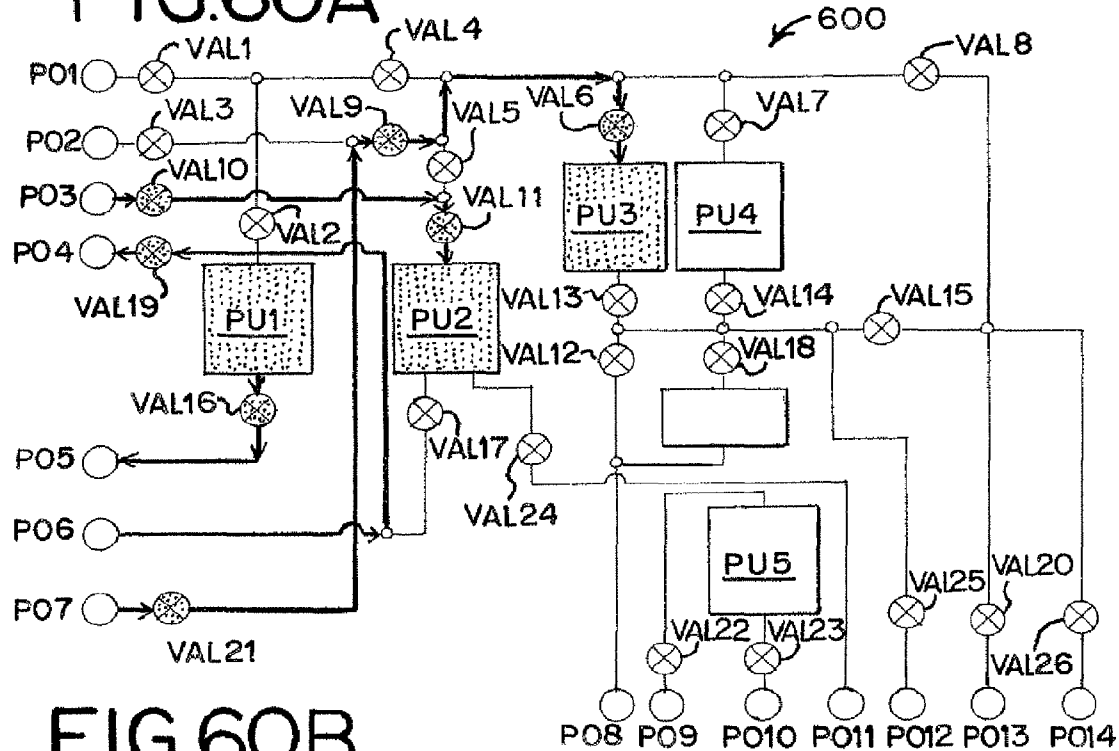 FIG.60A
600
VAL1
VAL4
VAL8
PO1
VAL3
VAL9
VAL5
VAL6
VAL7
PO2
VAL10
VAL11
PO3
VAL2
PU3
PU4
PO4
VAL19
PU1
PU2
VAL13
VAL14
VAL15
VAL12
VAL18
VAL16
VAL17
PO5
VAL24
PO6
PU5
VAL25
VAL20
PO7
VAL21
VAL22
VAL23
VAL26
PO8 PO9 PO10 PO11 PO12 PO13 PO14
FIG.60B